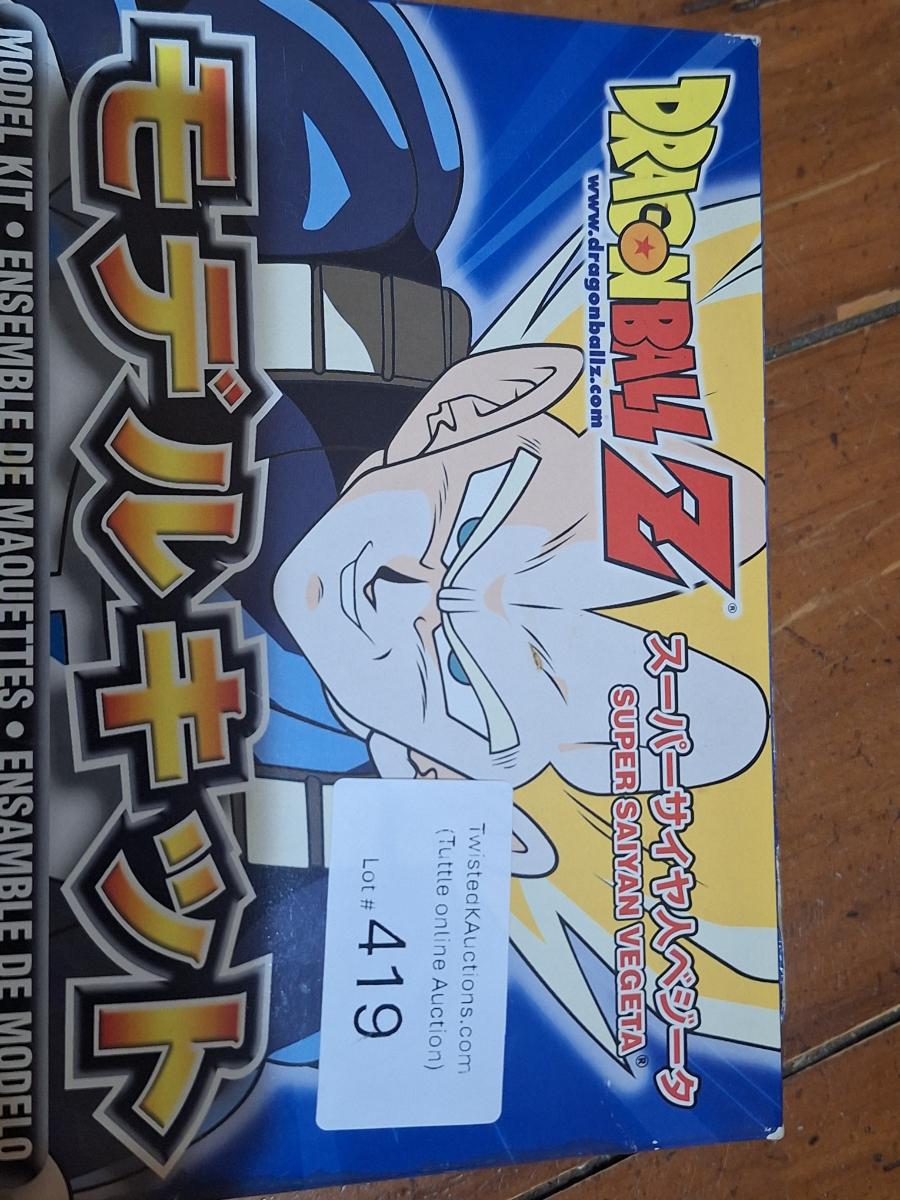 DRAGON BALL Z®
www.dragonballz.com
スーパーサイヤ人ベジータ
SUPER SAIYAN VEGETA®
TwistedKAuctions.com
(Tuttle online Auction)
Lot# 419
モデルキット
MODEL KIT • ENSEMBLE DE MAQUETTES • ENSAMBLE DE MODELO